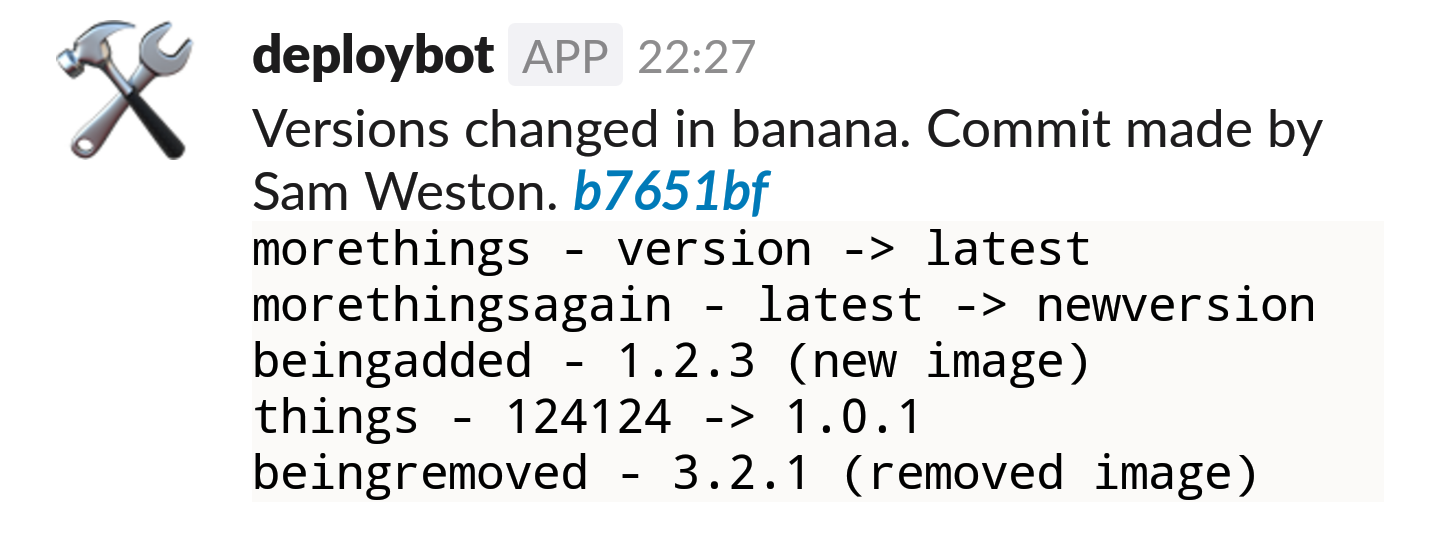 deploybot APP 22:27
Versions changed in banana. Commit made by
Sam Weston. b7651bf
morethings - version -> latest
morethingsagain - latest -> newversion
beingadded - 1.2.3 (new image)
things - 124124 -> 1.0.1
beingremoved - 3.2.1 (removed image)